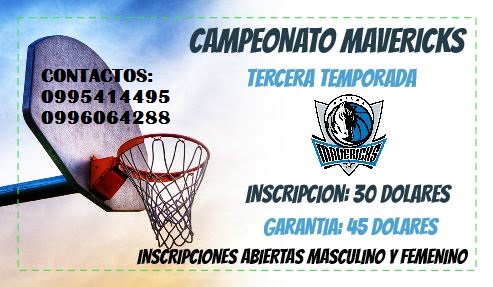 CAMPEONATO MAVERICKS
TERCERA TEMPORADA
CONTACTOS:
0995414495
0996064288
MAVERICKS
INSCRIPCION: 30 DOLARES
GARANTIA: 45 DOLARES
INSCRIPCIONES ABIERTAS MASCULINO Y FEMENINO